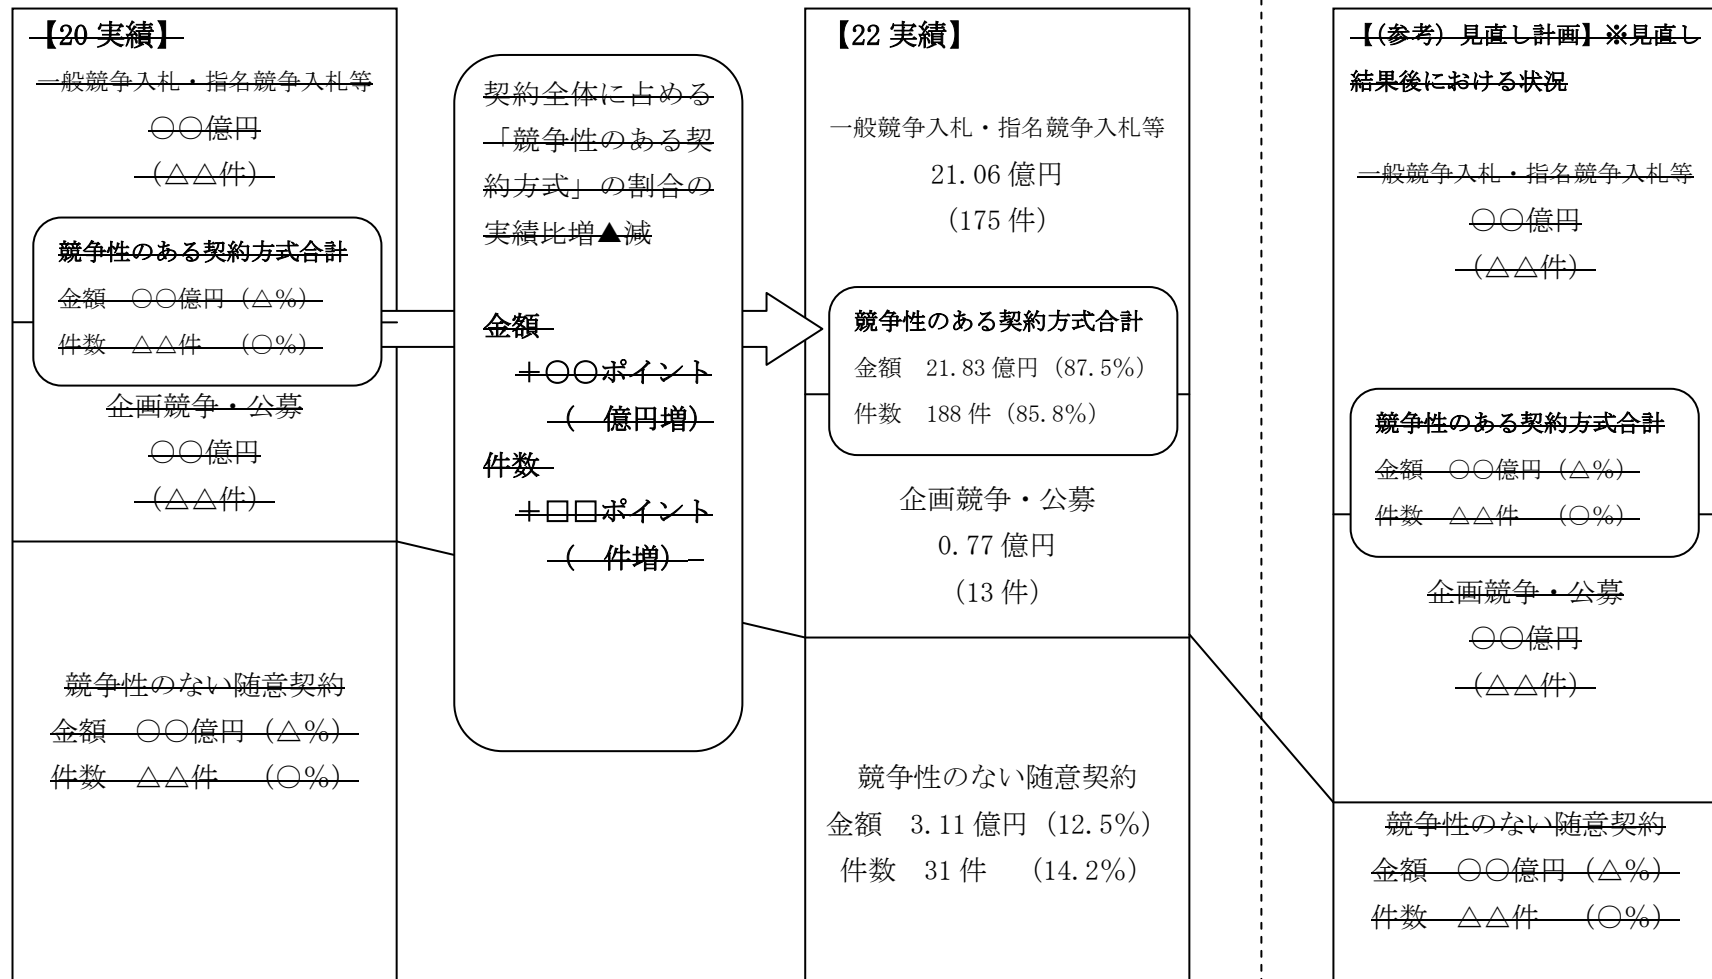 【20 実績】
一般競争入札・指名競争入札等
○○億円
（△△件）
競争性のある契約方式合計
金額　○○億円（△％）
件数　△△件　（○％）
企画競争・公募
○○億円
（△△件）
競争性のない随意契約
金額　○○億円（△％）
件数　△△件　（○％）
契約全体に占める
「競争性のある契
約方式」の割合の
実績比増▲減
金額
＋○○ポイント
（　億円増）
件数
＋□□ポイント
（　件増）
【22 実績】
一般競争入札・指名競争入札等
21.06 億円
（175 件）
競争性のある契約方式合計
金額　21.83 億円（87.5％）
件数　188 件（85.8％）
企画競争・公募
0.77 億円
（13 件）
競争性のない随意契約
金額　3.11 億円（12.5％）
件数　31 件　（14.2％）
【(参考) 見直し計画】※見直し
結果後における状況
一般競争入札・指名競争入札等
○○億円
（△△件）
競争性のある契約方式合計
金額　○○億円（△％）
件数　△△件　（○％）
企画競争・公募
○○億円
（△△件）
競争性のない随意契約
金額　○○億円（△％）
件数　△△件　（○％）